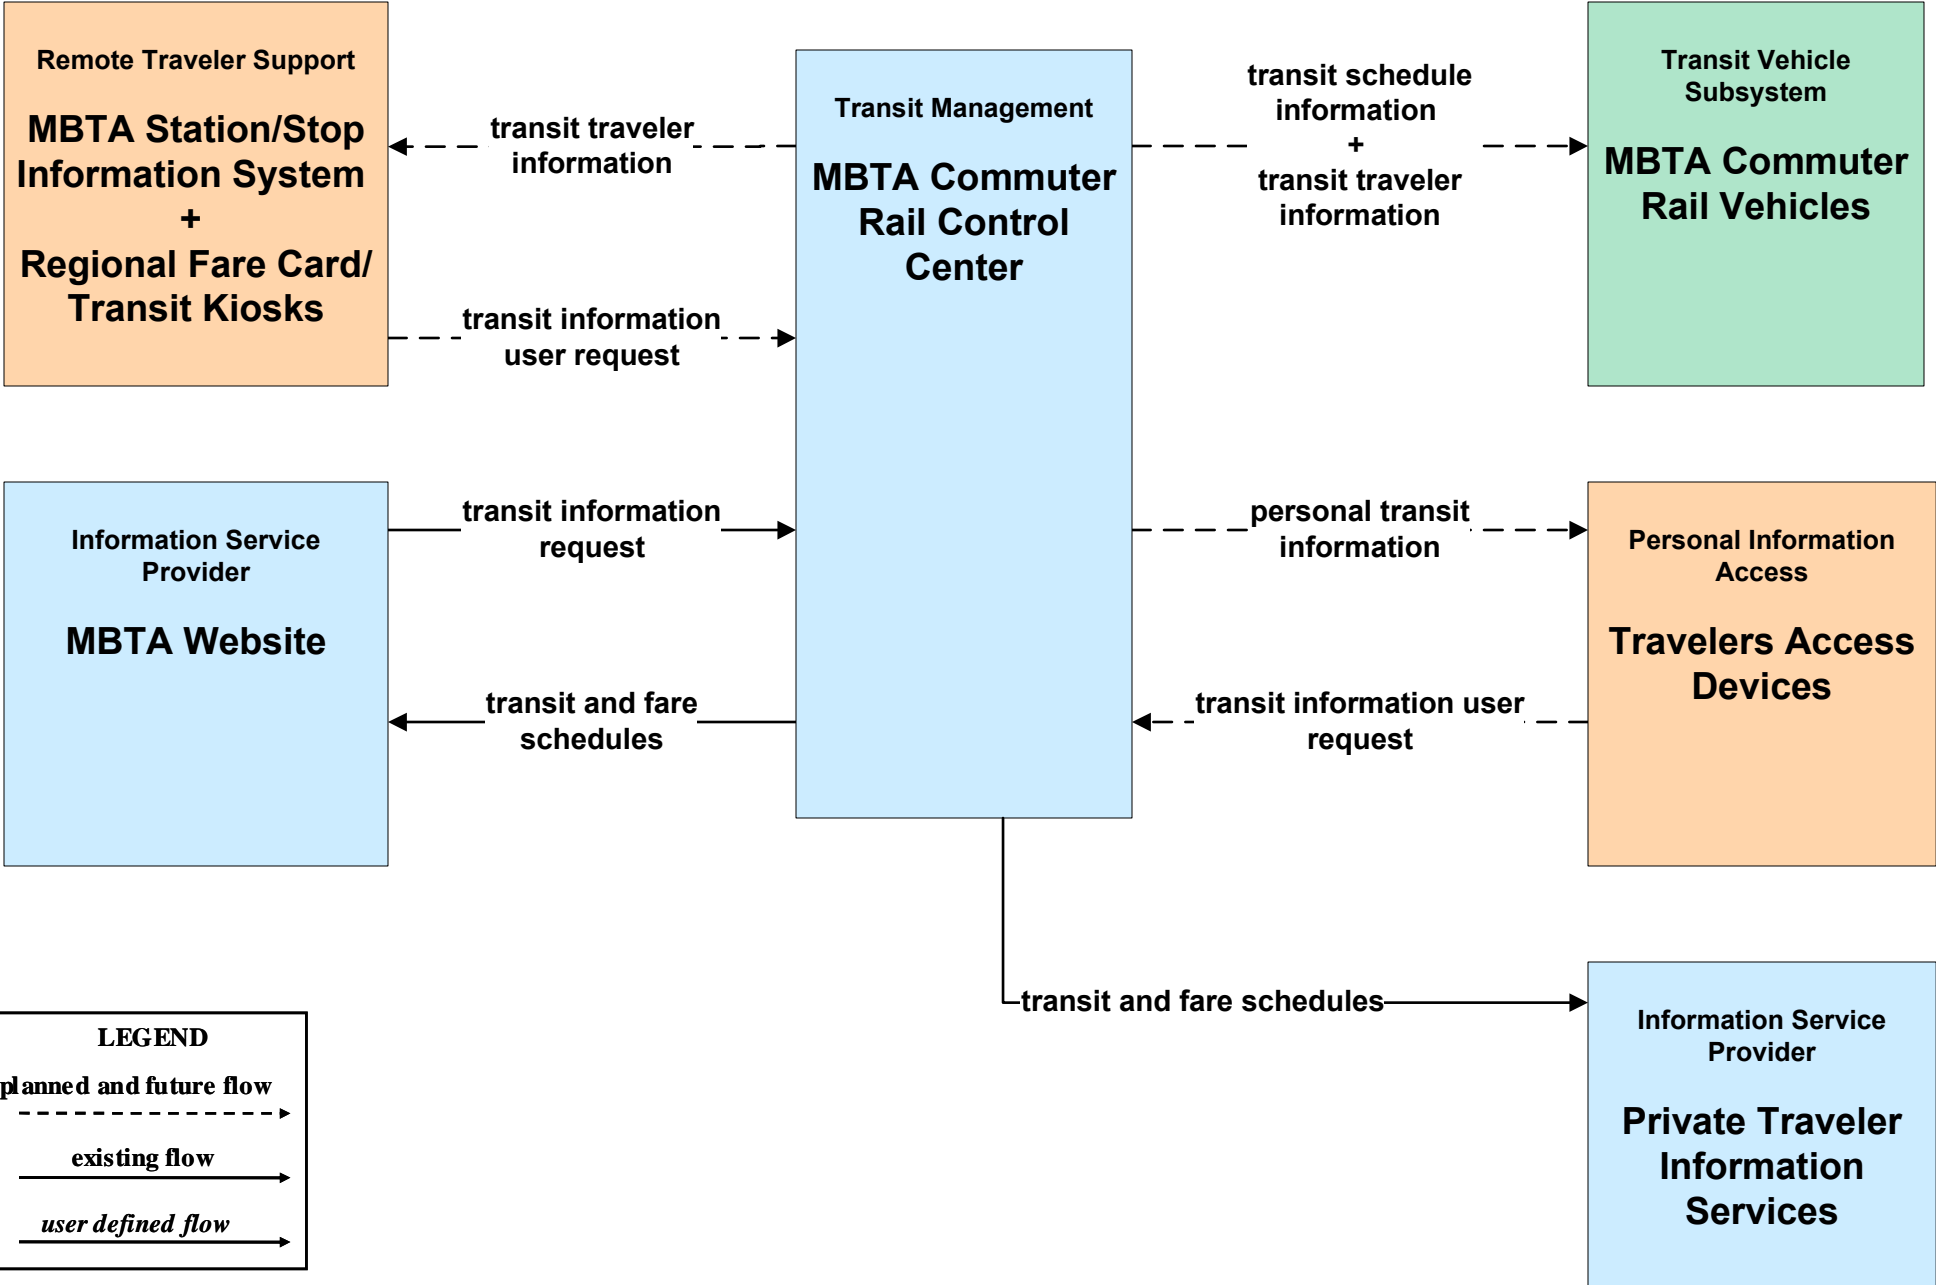 Remote Traveler Support
MBTA Station/Stop
Information System
+
Regional Fare Card/
Transit Kiosks
transit traveler
information
transit information
user request
Transit Management
MBTA Commuter
Rail Control
Center
transit schedule
information
+
transit traveler
information
Transit Vehicle
Subsystem
MBTA Commuter
Rail Vehicles
Information Service
Provider
MBTA Website
transit information
request
transit and fare
schedules
personal transit
information
transit information user
request
Personal Information
Access
Travelers Access
Devices
transit and fare schedules
Information Service
Provider
Private Traveler
Information
Services
LEGEND
planned and future flow
existing flow
user defined flow